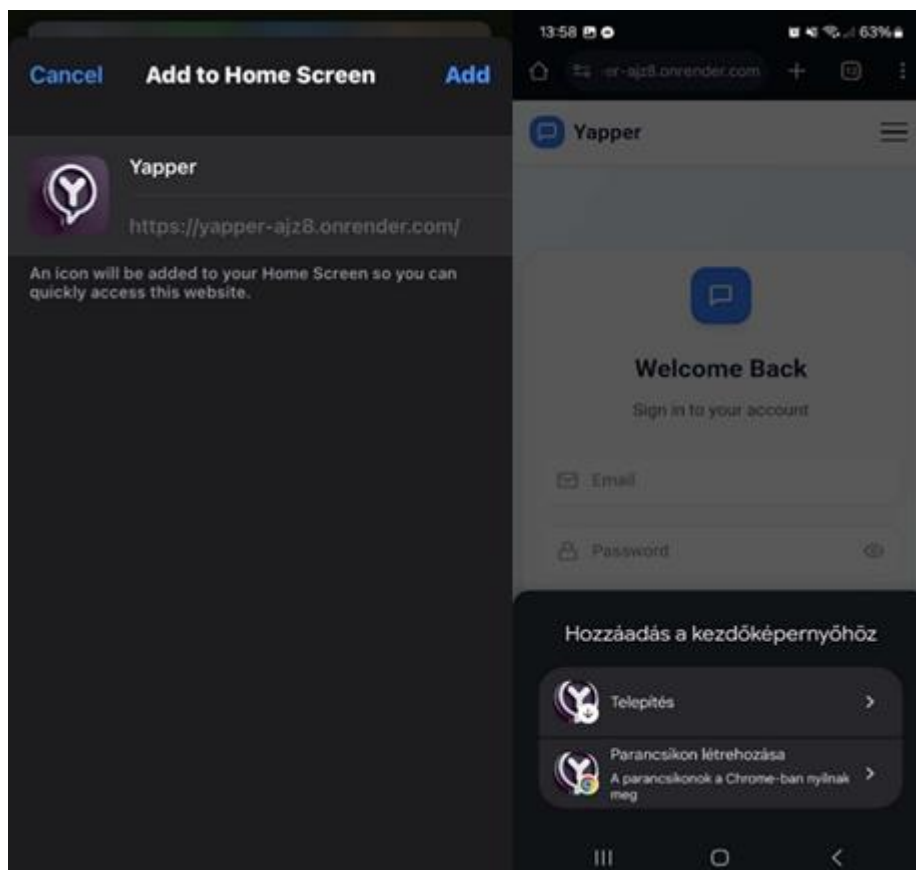 Cancel
Add to Home Screen
Add
Yapper
https://yapper-ajz8.onrender.com/
An icon will be added to your Home Screen so you can
quickly access this website.
13:58
63%
er-ajz8.onrender.com
Yapper
Welcome Back
Sign in to your account
Email
Password
Hozzáadás a kezdőképernyőhöz
Telepítés
Parancsikon létrehozása
A parancsikonok a Chrome-ban nyílnak
meg